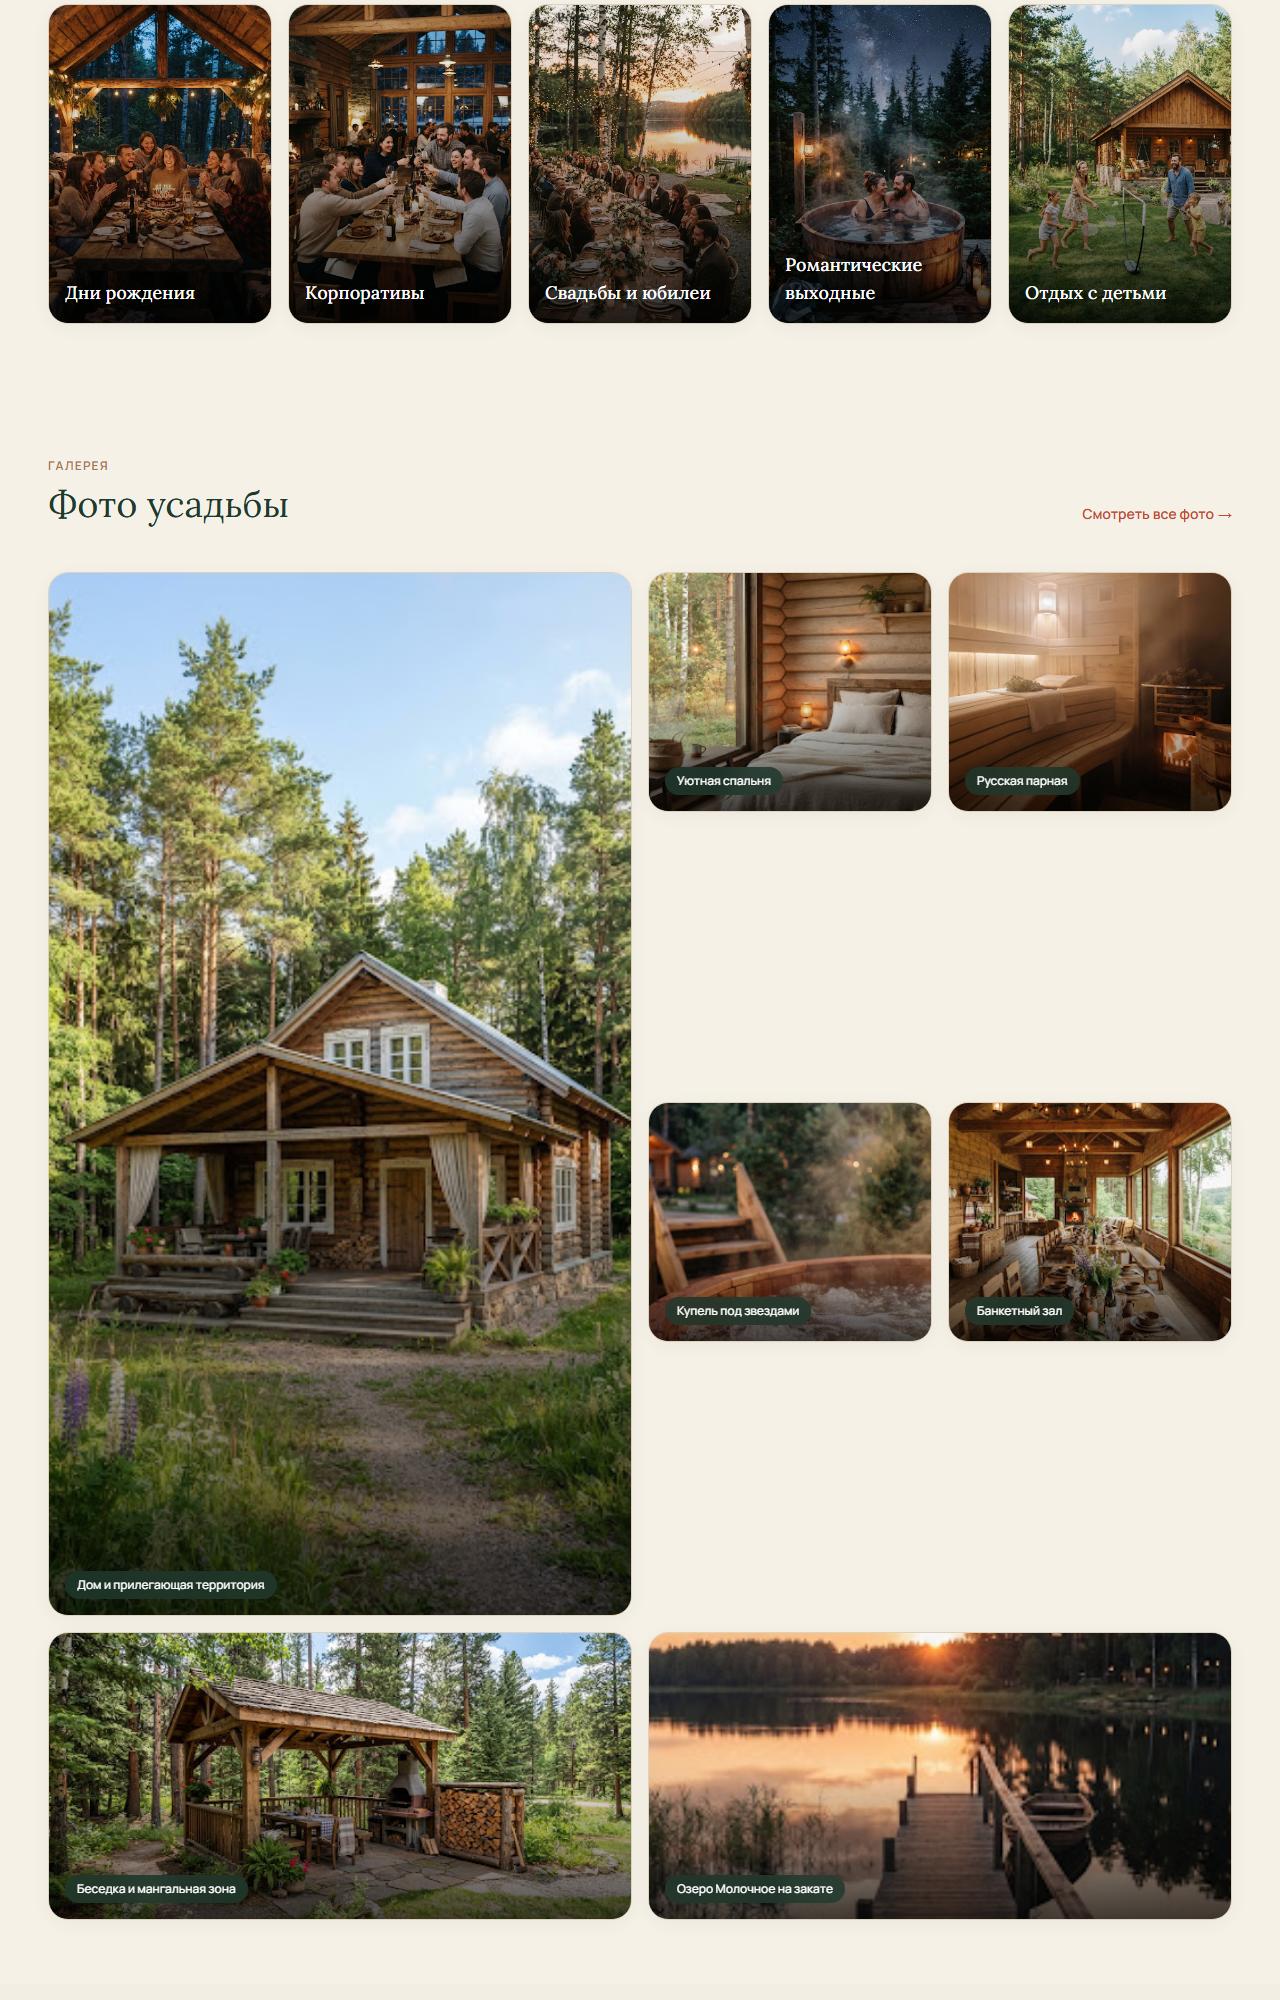 Дни рождения
Корпоративы
Свадьбы и юбилеи
Романтические
выходные
Отдых с детьми
ГАЛЕРЕЯ
Фото усадьбы
Смотреть все фото →
Уютная спальня
Русская парная
Купель под звездами
Банкетный зал
Дом и прилегающая территория
Беседка и мангальная зона
Озеро Молочное на закате